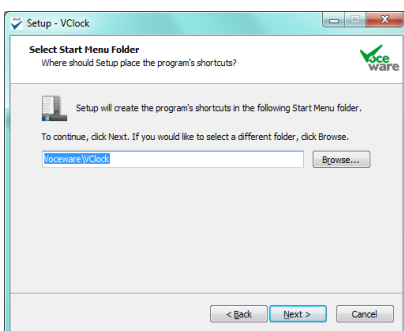 Setup - VClock
Select Start Menu Folder
Where should Setup place the program's shortcuts?
Voce
ware
Setup will create the program's shortcuts in the following Start Menu folder.
To continue, click Next. If you would like to select a different folder, click Browse.
Voceware\VClock
Browse...
< Back
Next >
Cancel